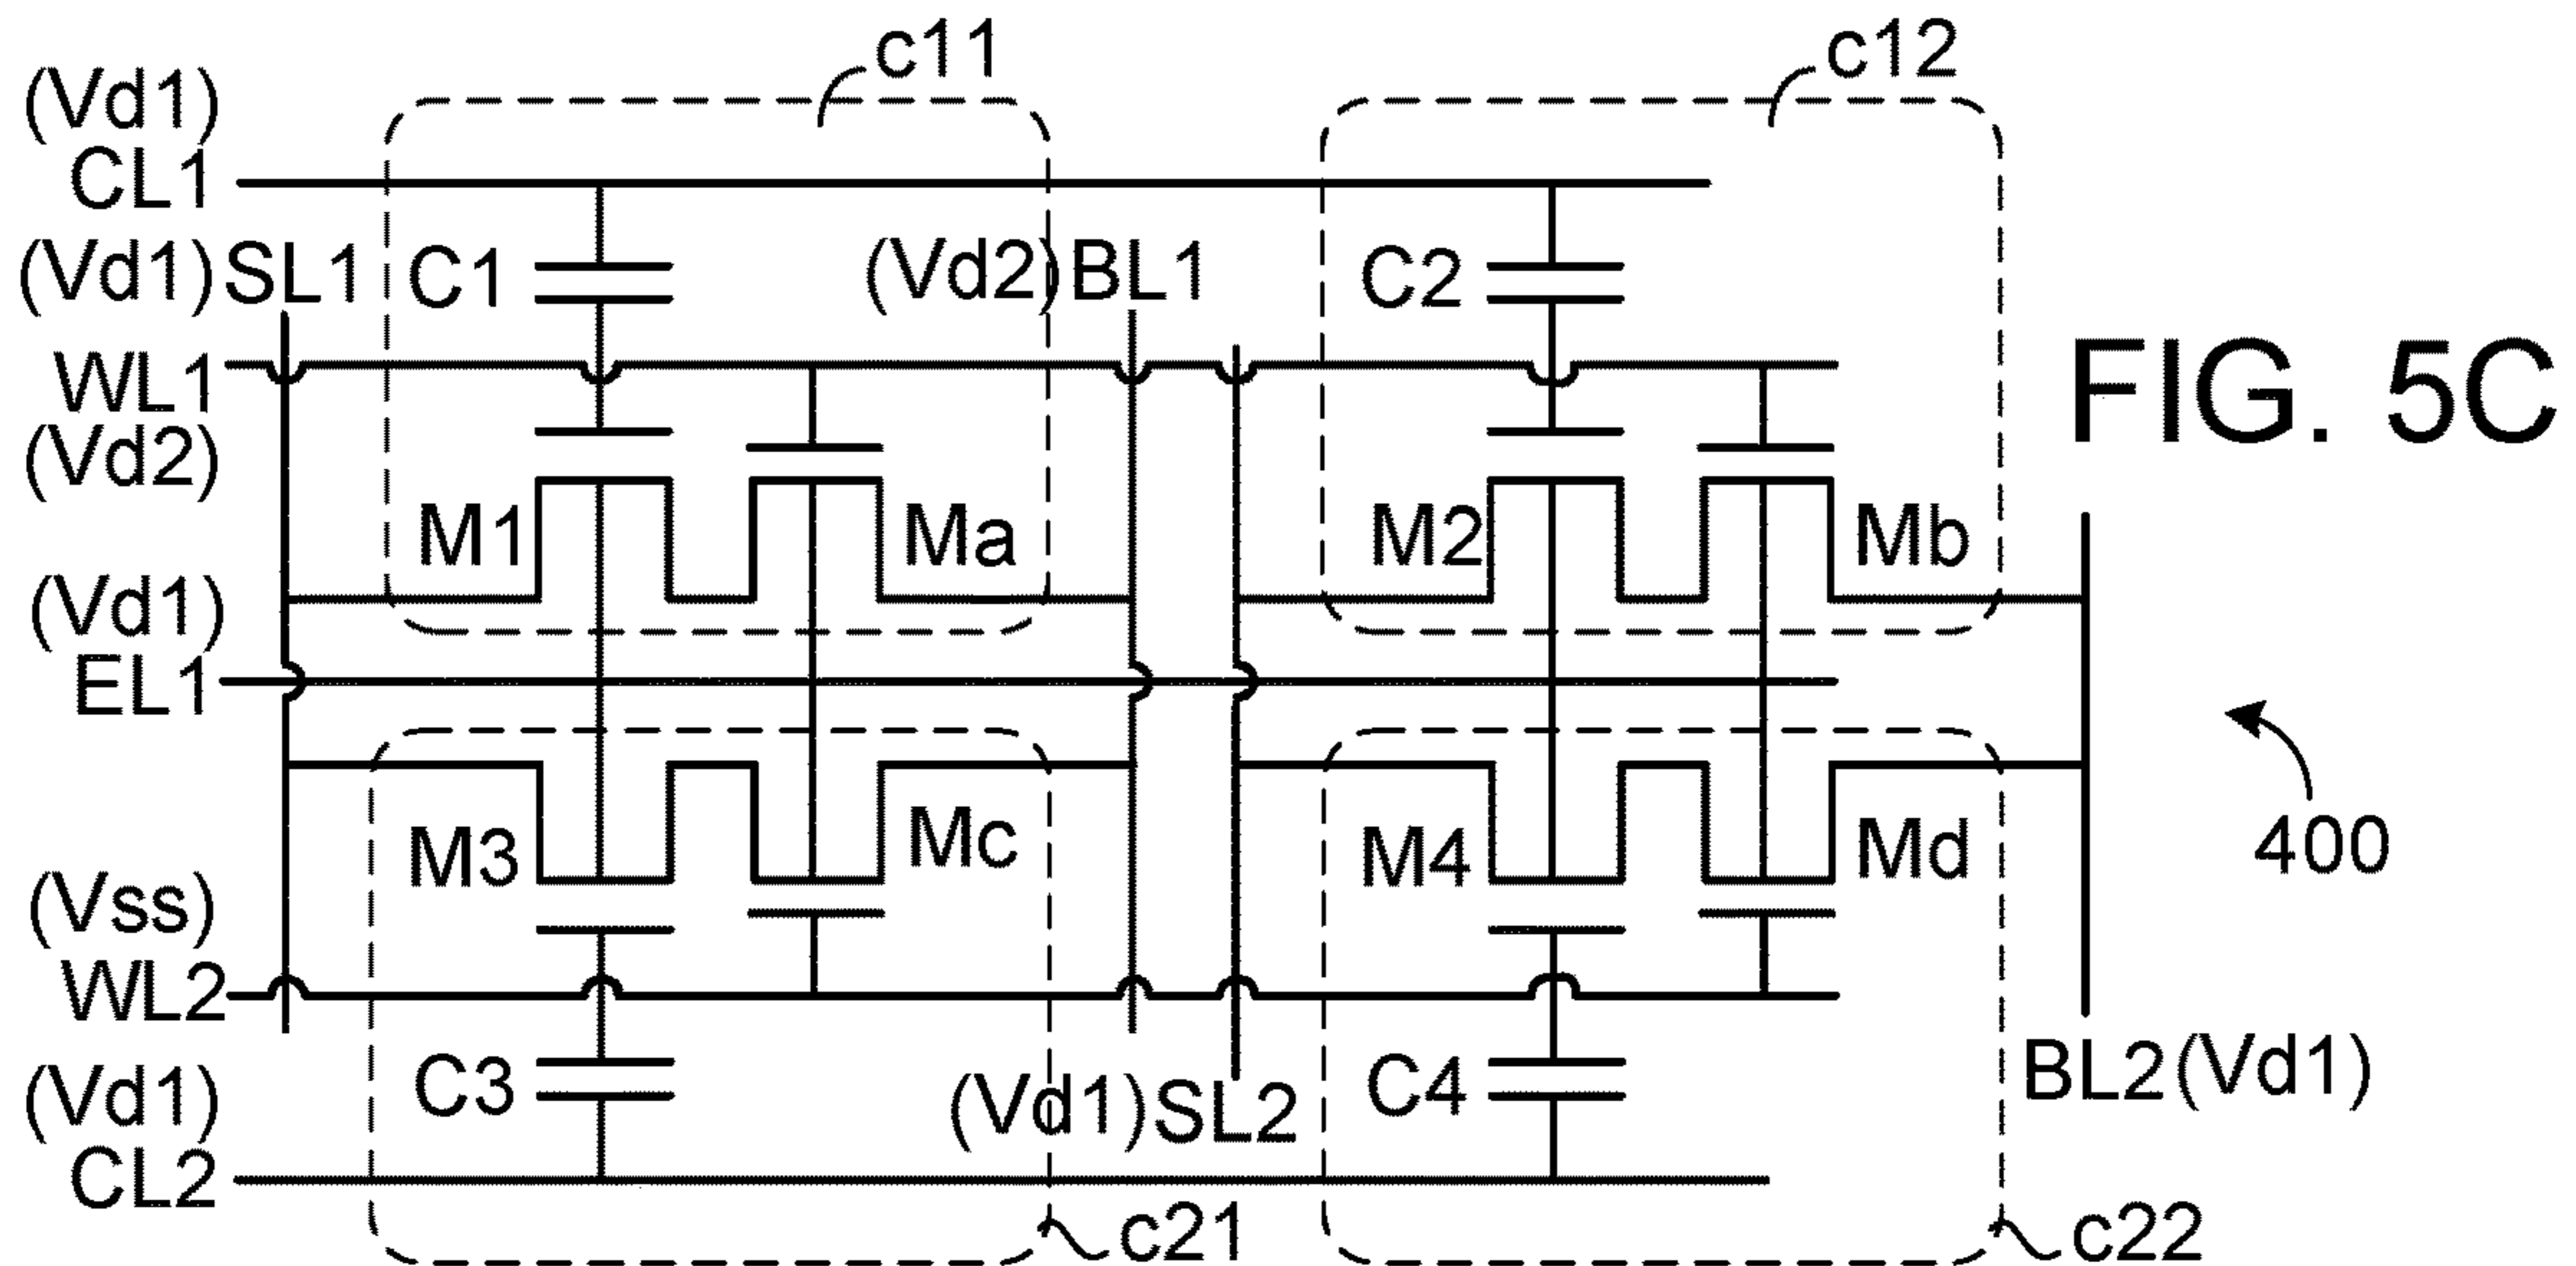 c11
c12
(Vd1)
CL1
(Vd1) SL1
C1
(Vd2) BL1
C2
WL1
(Vd2)
FIG. 5C
M1
Ma
M2
Mb
(Vd1)
EL1
M3
Mc
M4
Md
400
(Vss)
WL2
C3
(Vd1) SL2
C4
BL2 (Vd1)
(Vd1)
CL2
c21
c22